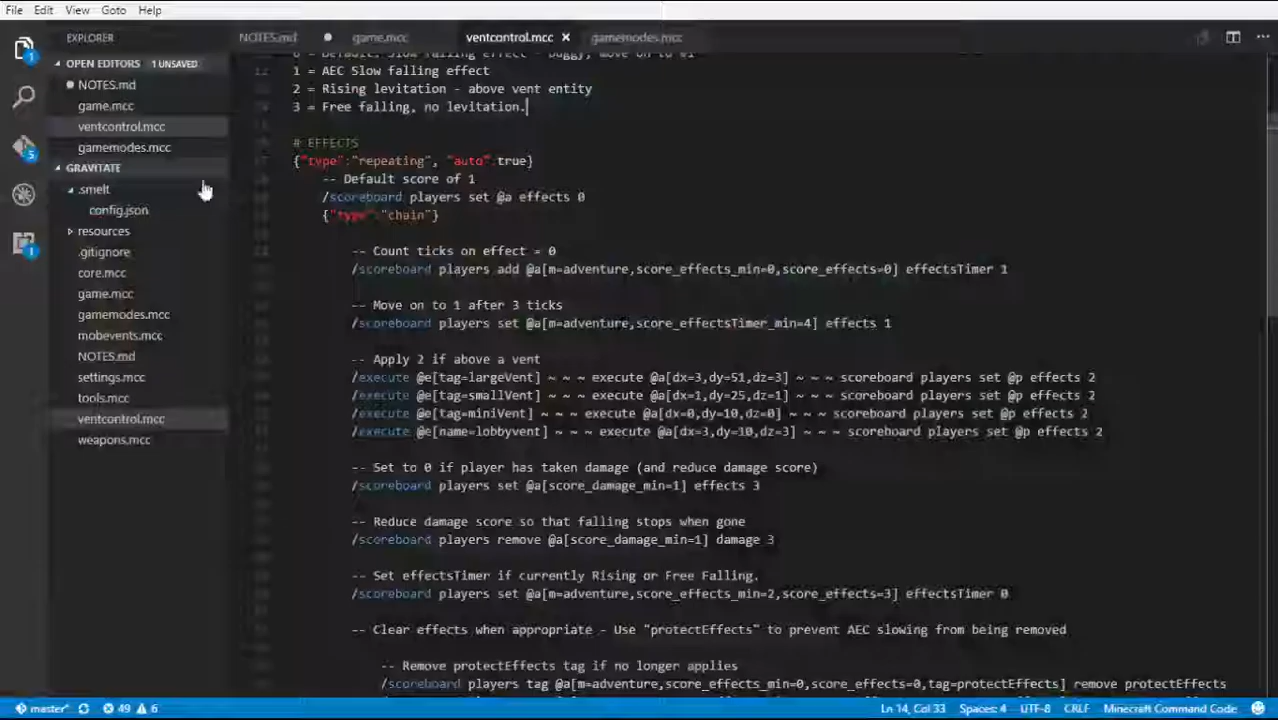 File Edit View Goto Help
EXPLORER
OPEN EDITORS 1 UNSAVED
NOTES.md
game.mcc
ventcontrol.mcc
gamemodes.mcc
GRAVITATE
.smelt
config.json
resources
.gitignore
core.mcc
game.mcc
gamemodes.mcc
mobevents.mcc
NOTES.md
settings.mcc
tools.mcc
ventcontrol.mcc
weapons.mcc
1
5
1
NOTES.md game.mcc ventcontrol.mcc × gamemodes.mcc
12 1 = AEC Slow falling effect
2 = Rising levitation - above vent entity
3 = Free falling, no levitation.
# EFFECTS
{"type":"repeating", "auto":true}
-- Default score of 1
/scoreboard players set @a effects 0
{"type":"chain"}
-- Count ticks on effect = 0
/scoreboard players add @a[m=adventure,score_effects_min=0,score_effects=0] effectsTimer 1
-- Move on to 1 after 3 ticks
/scoreboard players set @a[m=adventure,score_effectsTimer_min=4] effects 1
-- Apply 2 if above a vent
/execute @e[tag=largeVent] ~ ~ ~ execute @a[dx=3,dy=51,dz=3] ~ ~ ~ scoreboard players set @p effects 2
/execute @e[tag=smallVent] ~ ~ ~ execute @a[dx=1,dy=25,dz=1] ~ ~ ~ scoreboard players set @p effects 2
/execute @e[tag=miniVent] ~ ~ ~ execute @a[dx=0,dy=10,dz=0] ~ ~ ~ scoreboard players set @p effects 2
/execute @e[name=lobbyvent] ~ ~ ~ execute @a[dx=3,dy=10,dz=3] ~ ~ ~ scoreboard players set @p effects 2
-- Set to 0 if player has taken damage (and reduce damage score)
/scoreboard players set @a[score_damage_min=1] effects 3
-- Reduce damage score so that falling stops when gone
/scoreboard players remove @a[score_damage_min=1] damage 3
-- Set effectsTimer if currently Rising or Free Falling.
/scoreboard players set @a[m=adventure,score_effects_min=2,score_effects=3] effectsTimer 0
-- Clear effects when appropriate - Use "protectEffects" to prevent AEC slowing from being removed
-- Remove protectEffects tag if no longer applies
/scoreboard players tag @a[m=adventure,score_effects_min=0,score_effects=0,tag=protectEffects] remove protectEffects
master* 49 6 Ln 14, Col 33 Spaces: 4 UTF-8 CRLF Minecraft Command Code